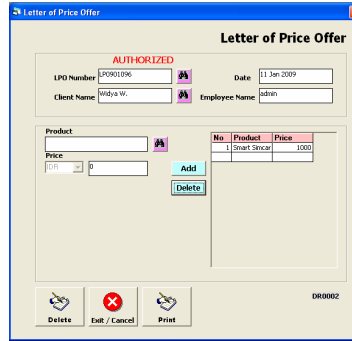 Letter of Price Offer
Letter of Price Offer
AUTHORIZED
LPO Number LP0901096 Date 11 Jan 2009
Client Name Widya W. Employee Name admin
Product
Price
IDR 0
Add
Delete
No Product Price
1 Smart Simcar 1000
DR0002
Delete Exit / Cancel Print